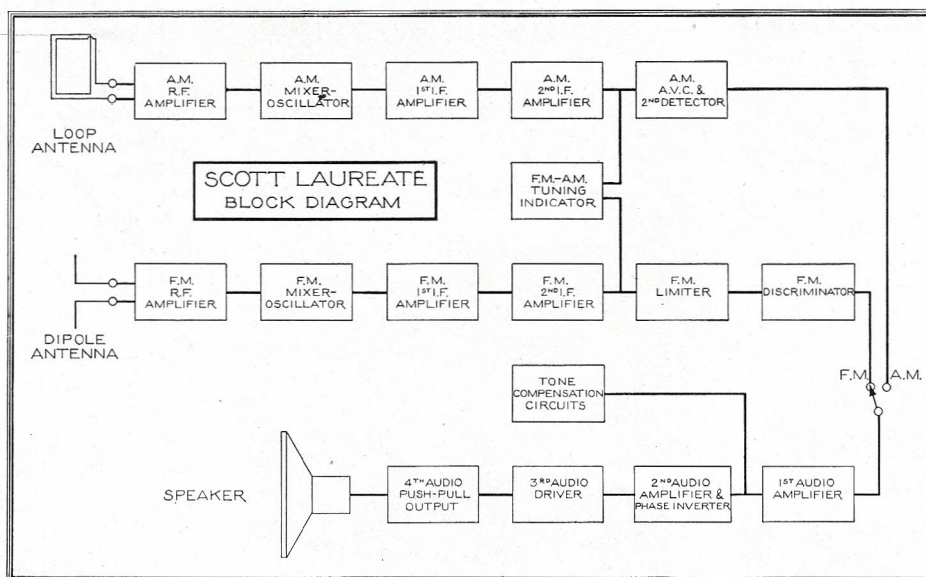 A.M.
R.F.
AMPLIFIER
A.M.
MIXER-
OSCILLATOR
A.M.
1ST I.F.
AMPLIFIER
A.M.
2ND I.F.
AMPLIFIER
A.M.
A.V.C. &
2ND DETECTOR
LOOP
ANTENNA
SCOTT LAUREATE
BLOCK DIAGRAM
F.M.-A.M.
TUNING
INDICATOR
F.M.
R.F.
AMPLIFIER
F.M.
MIXER-
OSCILLATOR
F.M.
1ST I.F.
AMPLIFIER
F.M.
2ND I.F.
AMPLIFIER
F.M.
LIMITER
F.M.
DISCRIMINATOR
DIPOLE
ANTENNA
F.M.
A.M.
TONE
COMPENSATION
CIRCUITS
SPEAKER
4TH AUDIO
PUSH-PULL
OUTPUT
3RD AUDIO
DRIVER
2ND AUDIO
AMPLIFIER &
PHASE INVERTER
1ST AUDIO
AMPLIFIER